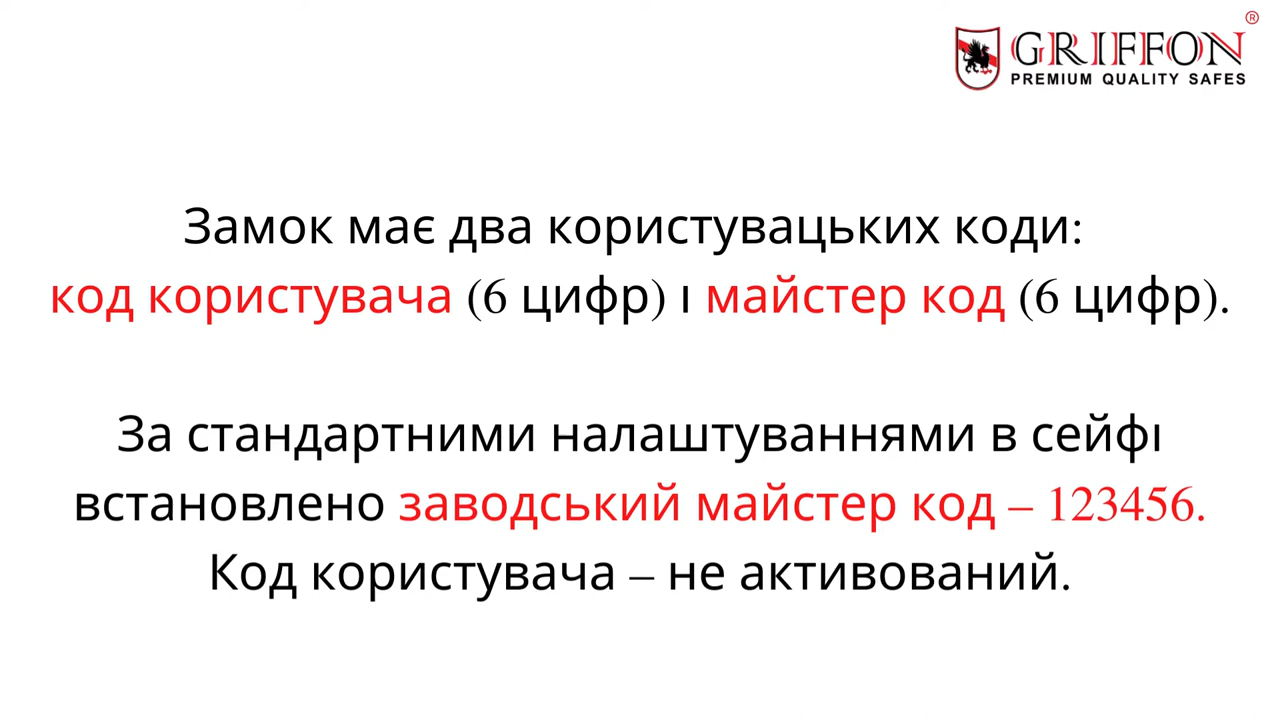 GRIFFON®
PREMIUM QUALITY SAFES
Замок має два користувацьких коди:
код користувача (6 цифр) і майстер код (6 цифр).
За стандартними налаштуваннями в сейфі
встановлено заводський майстер код – 123456.
Код користувача – не активований.